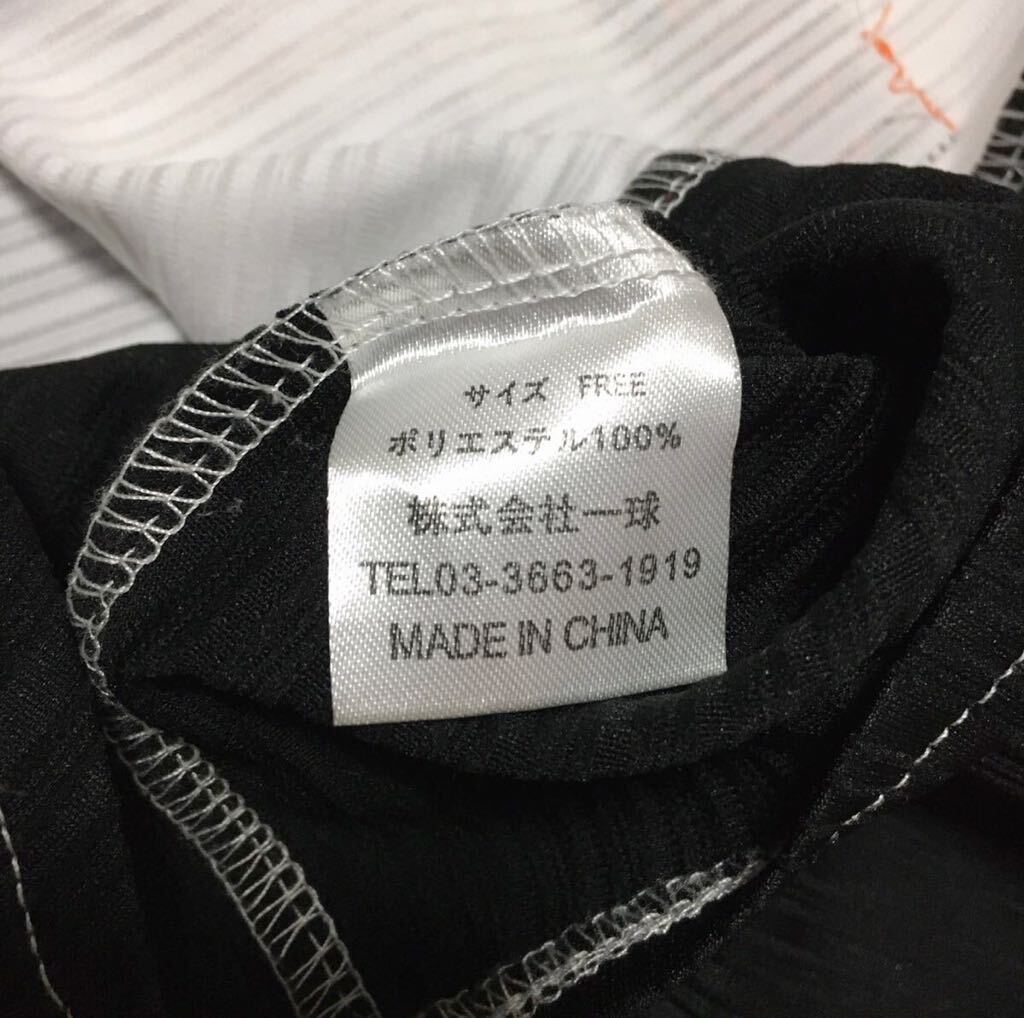 サイズ FREE
ポリエステル100%
株式会社一球
TEL03-3663-1919
MADE IN CHINA